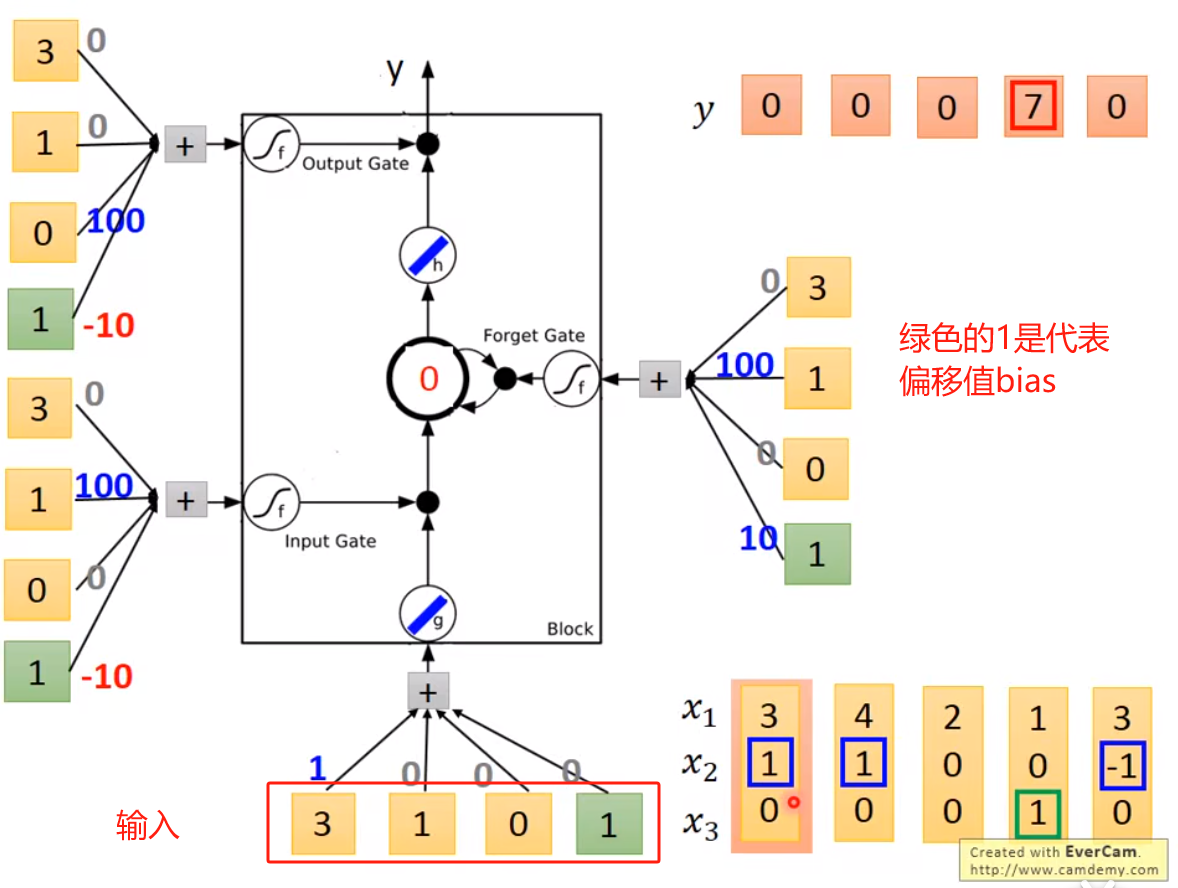 3 0
1 0
0 100
1 -10
+
y
Output Gate
f
h
y 0 0 0 7 0
Forget Gate
0
f
+
0 3
100 1
0 0
10 1
绿色的1是代表
偏移值bias
3 0
1 100
0 0
1 -10
+
f
Input Gate
g
Block
+
1 0 0 0
输入
3 1 0 1
x₁ 3 4 2 1 3
x₂ 1 1 0 0 -1
x₃ 0 0 0 1 0
Created with EverCam.
http://www.camdemy.com